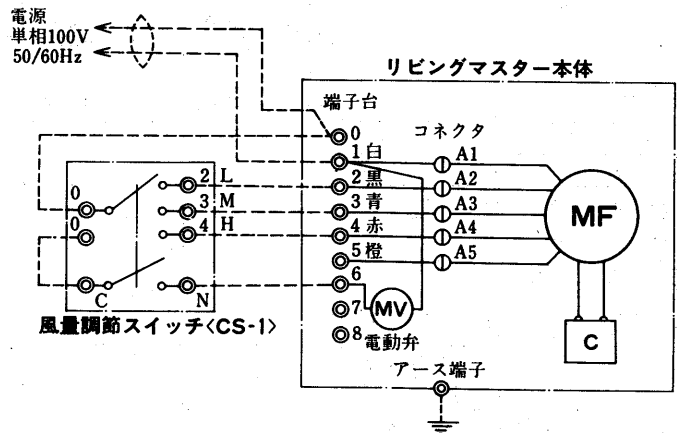 電源
単相100V
50/60Hz
リビングマスター本体
端子台
コネクタ
0
1 白
A1
2 黒
A2
3 青
A3
4 赤
A4
5 橙
A5
6
7
8
MV
電動弁
MF
C
アース端子
0
0
C
2 L
3 M
4 H
N
風量調節スイッチ〈CS-1〉